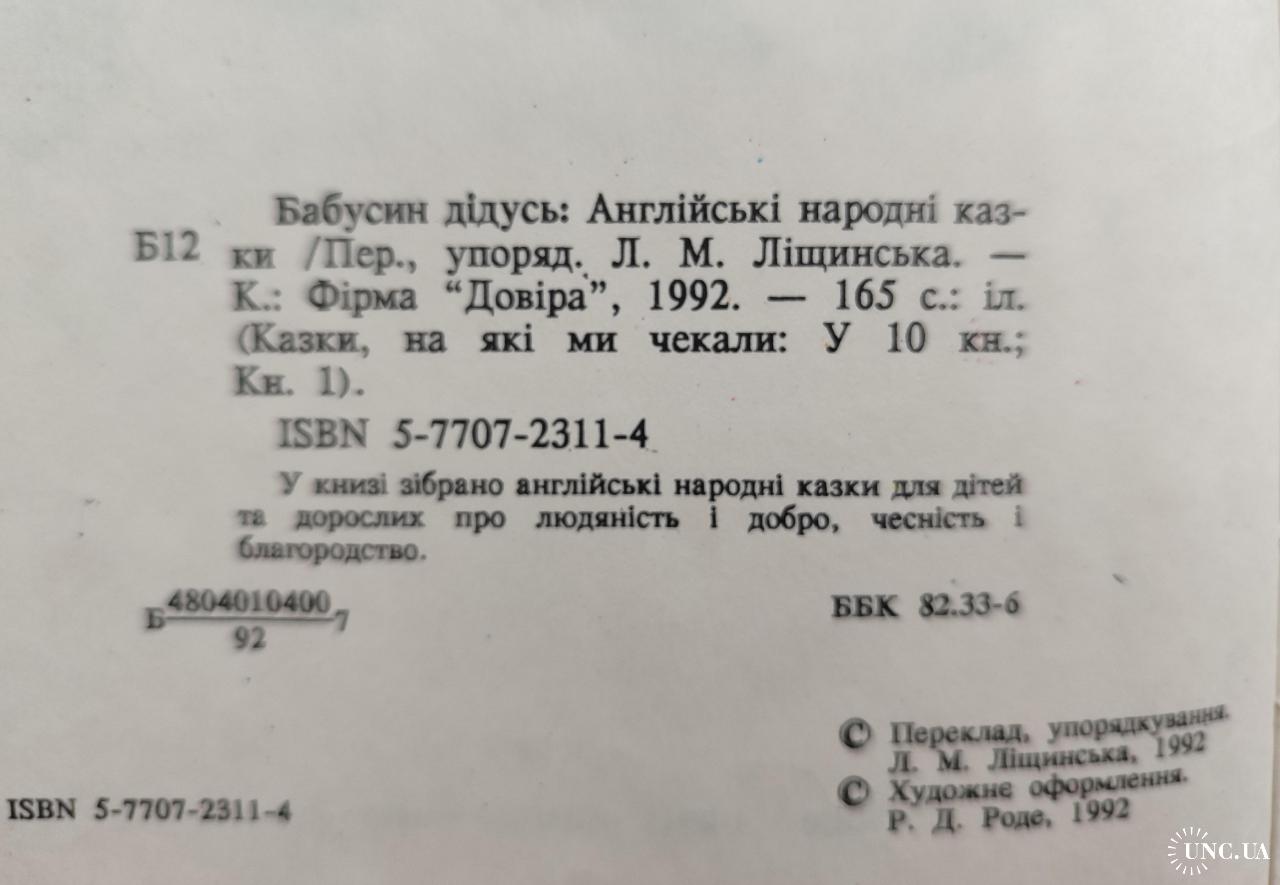 Бабусин дідусь: Англійські народні каз-
Б12 ки /Пер., упоряд. Л. М. Ліщинська. —
К.: Фірма “Довіра”, 1992. — 165 с.: іл.
(Казки, на які ми чекали: У 10 кн.;
Кн. 1).
ISBN 5-7707-2311-4
У книзі зібрано англійські народні казки для дітей
та дорослих про людяність і добро, чесність і
благородство.
Б 4804010400 7
92
ББК 82.33-6
© Переклад, упорядкування.
Л. М. Ліщинська, 1992
© Художнє оформлення.
Р. Д. Роде, 1992
ISBN 5-7707-2311-4
UNC.UA